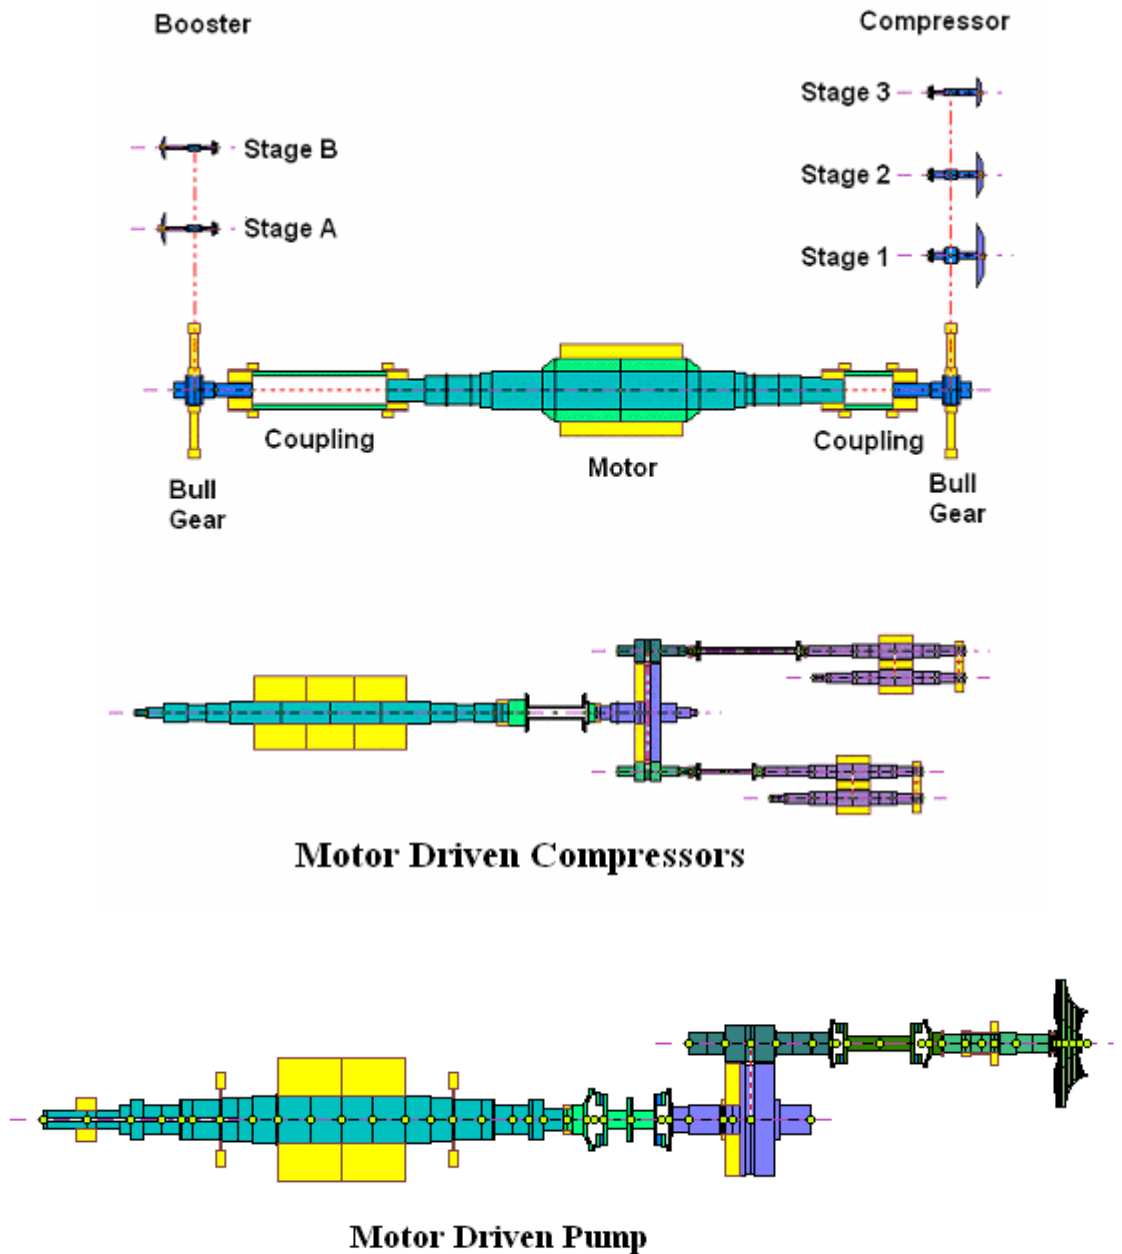 Booster
Compressor
Stage 3
Stage B
Stage 2
Stage A
Stage 1
Coupling
Coupling
Motor
Bull
Gear
Bull
Gear
Motor Driven Compressors
Motor Driven Pump